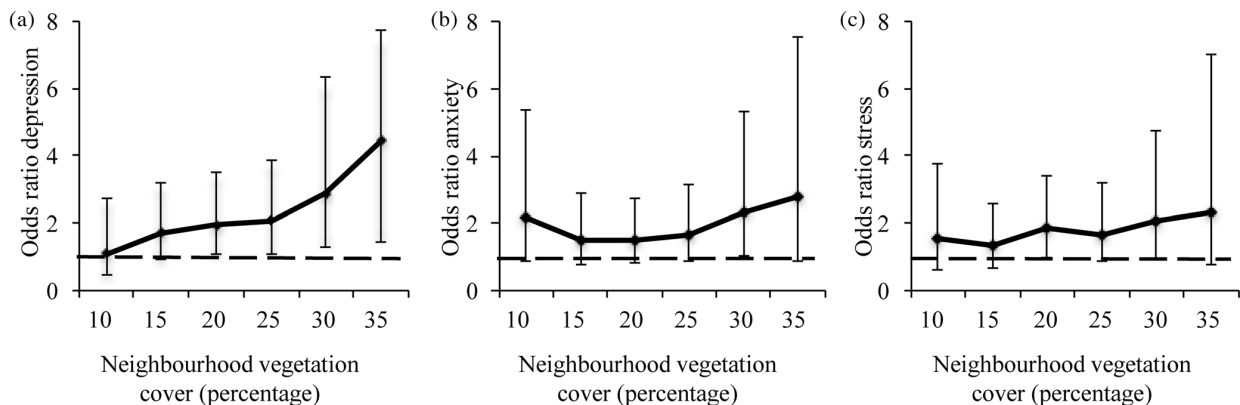 (a)
Odds ratio depression
8
6
4
2
0
10 15 20 25 30 35
Neighbourhood vegetation
cover (percentage)
(b)
Odds ratio anxiety
8
6
4
2
0
10 15 20 25 30 35
Neighbourhood vegetation
cover (percentage)
(c)
Odds ratio stress
8
6
4
2
0
10 15 20 25 30 35
Neighbourhood vegetation
cover (percentage)